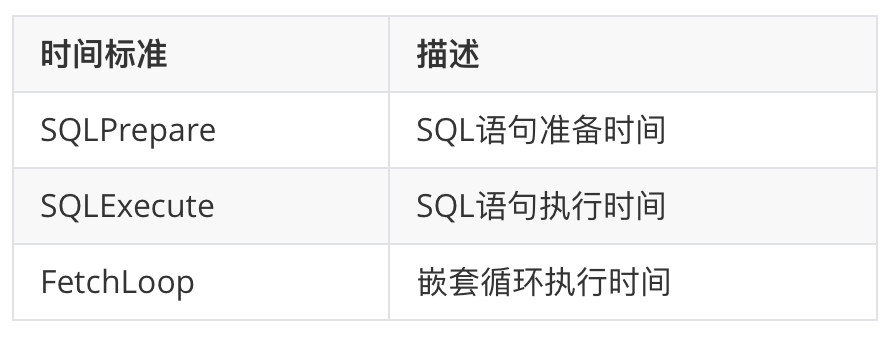 时间标准 描述
SQLPrepare SQL语句准备时间
SQLExecute SQL语句执行时间
FetchLoop 嵌套循环执行时间